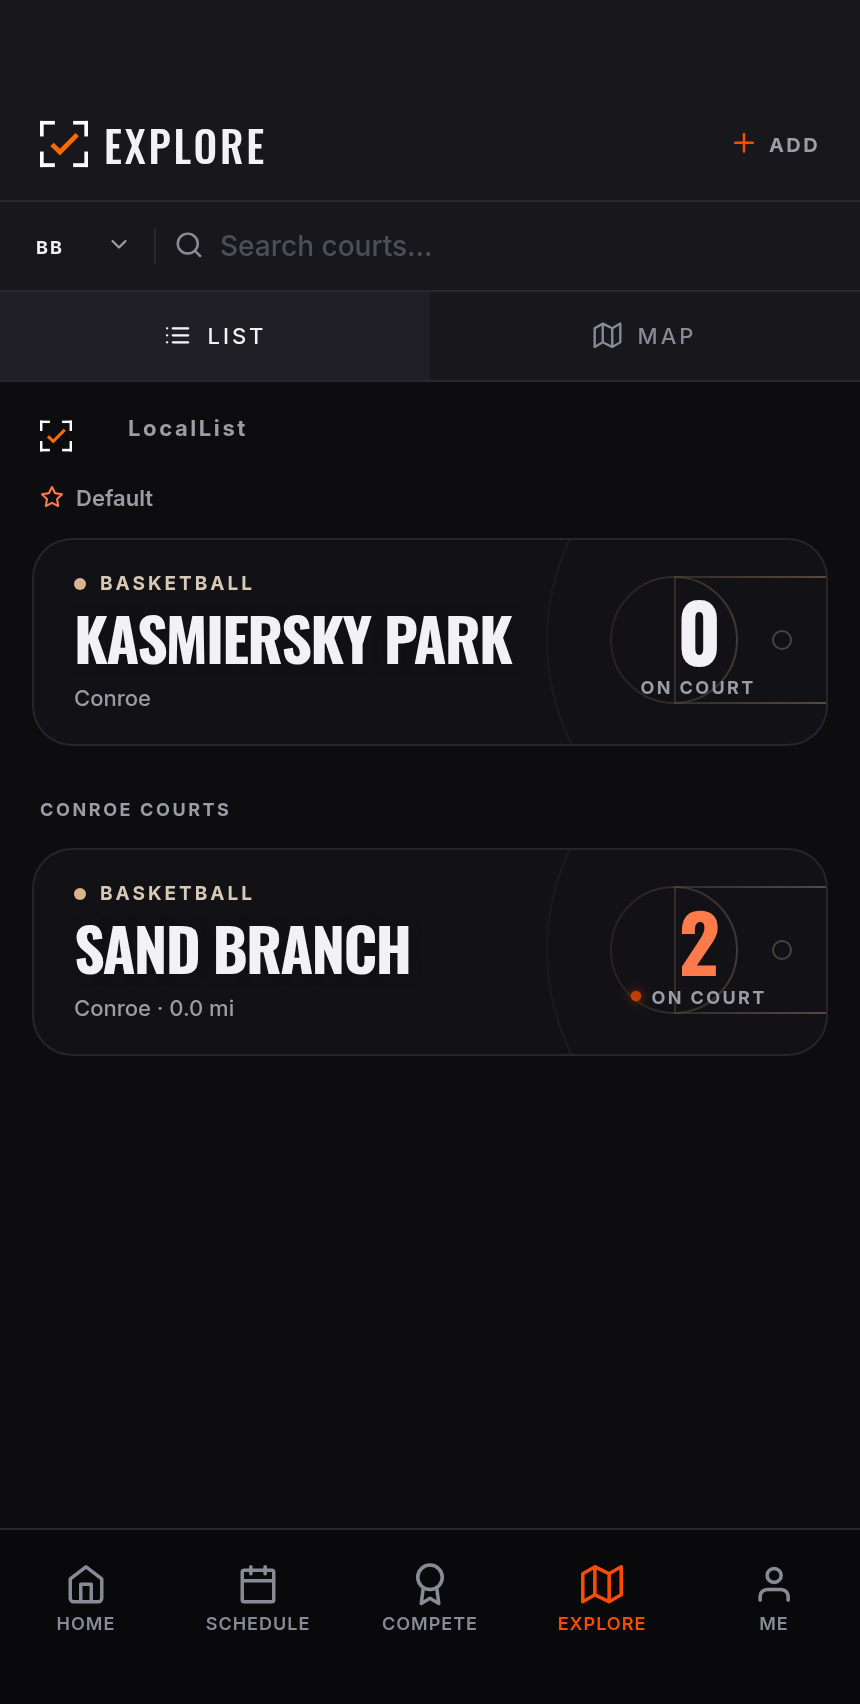 EXPLORE
ADD
BB
Search courts...
LIST
MAP
LocalList
Default
BASKETBALL
KASMIERSKY PARK
Conroe
0
ON COURT
CONROE COURTS
BASKETBALL
SAND BRANCH
Conroe · 0.0 mi
2
ON COURT
HOME
SCHEDULE
COMPETE
EXPLORE
ME